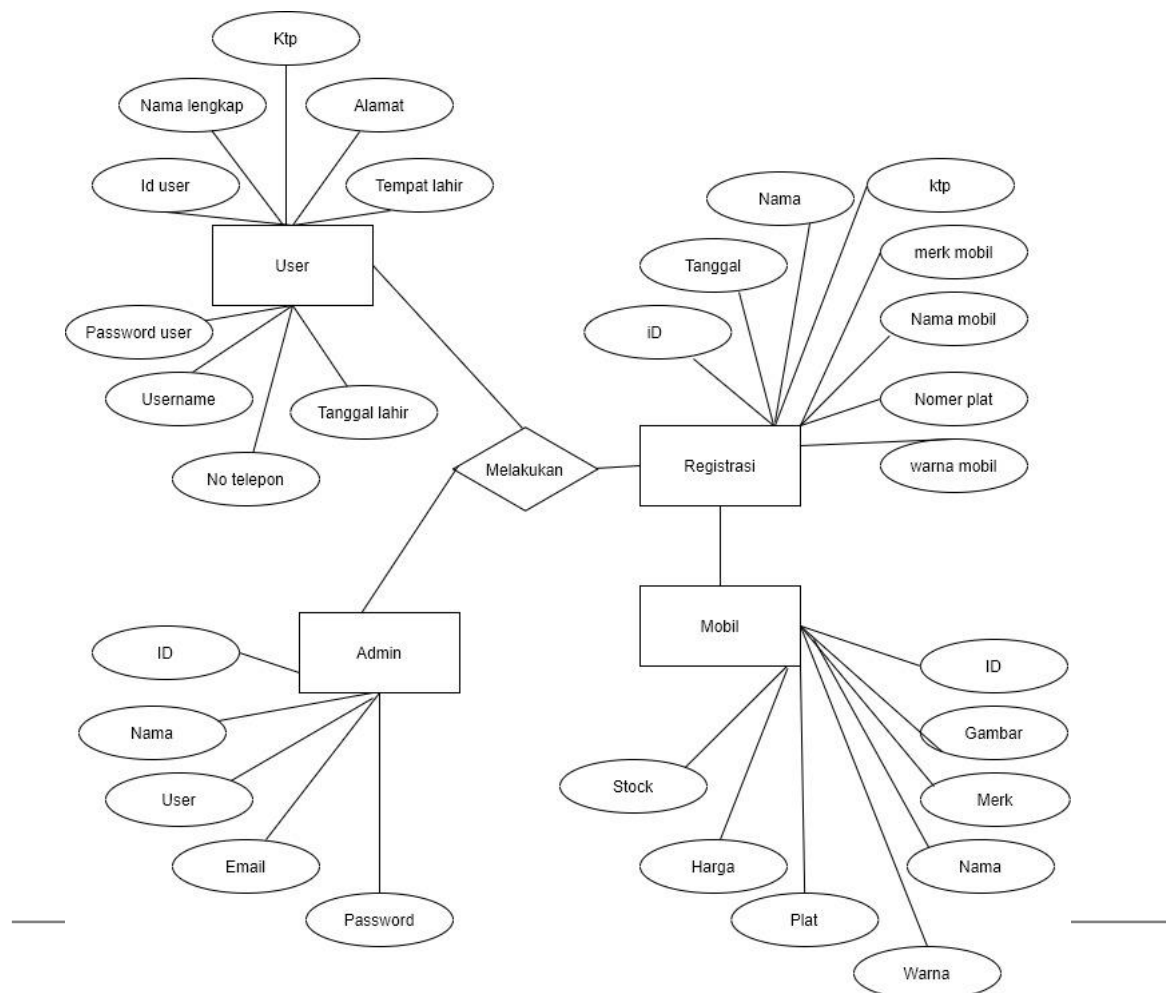 Ktp
Nama lengkap
Alamat
Id user
Tempat lahir
User
Password user
Username
Tanggal lahir
No telepon
Nama
ktp
Tanggal
merk mobil
iD
Nama mobil
Nomer plat
warna mobil
Melakukan
Registrasi
Mobil
Admin
ID
Nama
User
Email
Password
ID
Gambar
Merk
Nama
Stock
Harga
Plat
Warna